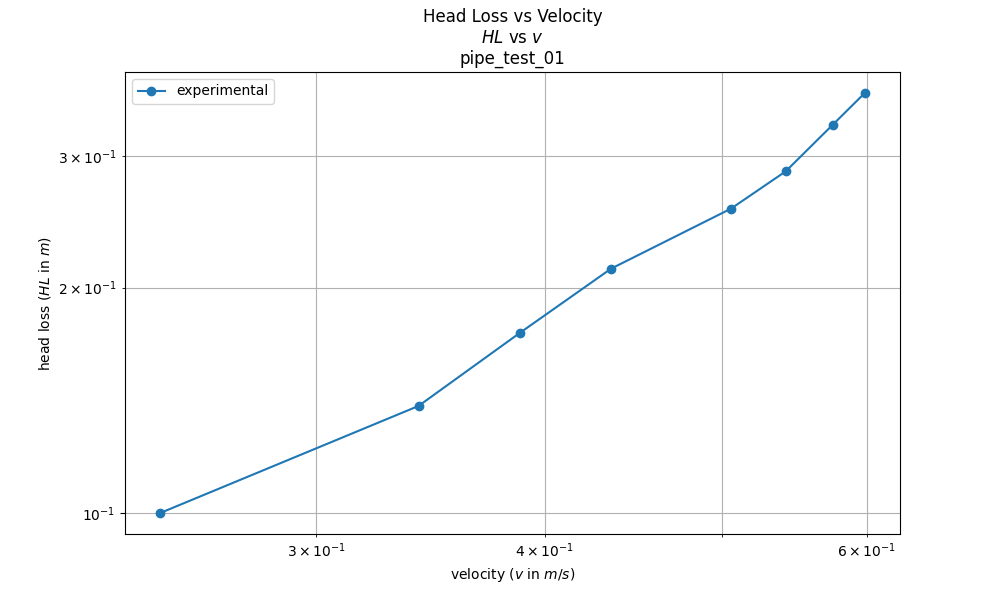 Head Loss vs Velocity
HL vs v
pipe_test_01
experimental
3 × 10⁻¹
2 × 10⁻¹
10⁻¹
head loss (HL in m)
3 × 10⁻¹
4 × 10⁻¹
6 × 10⁻¹
velocity (v in m/s)